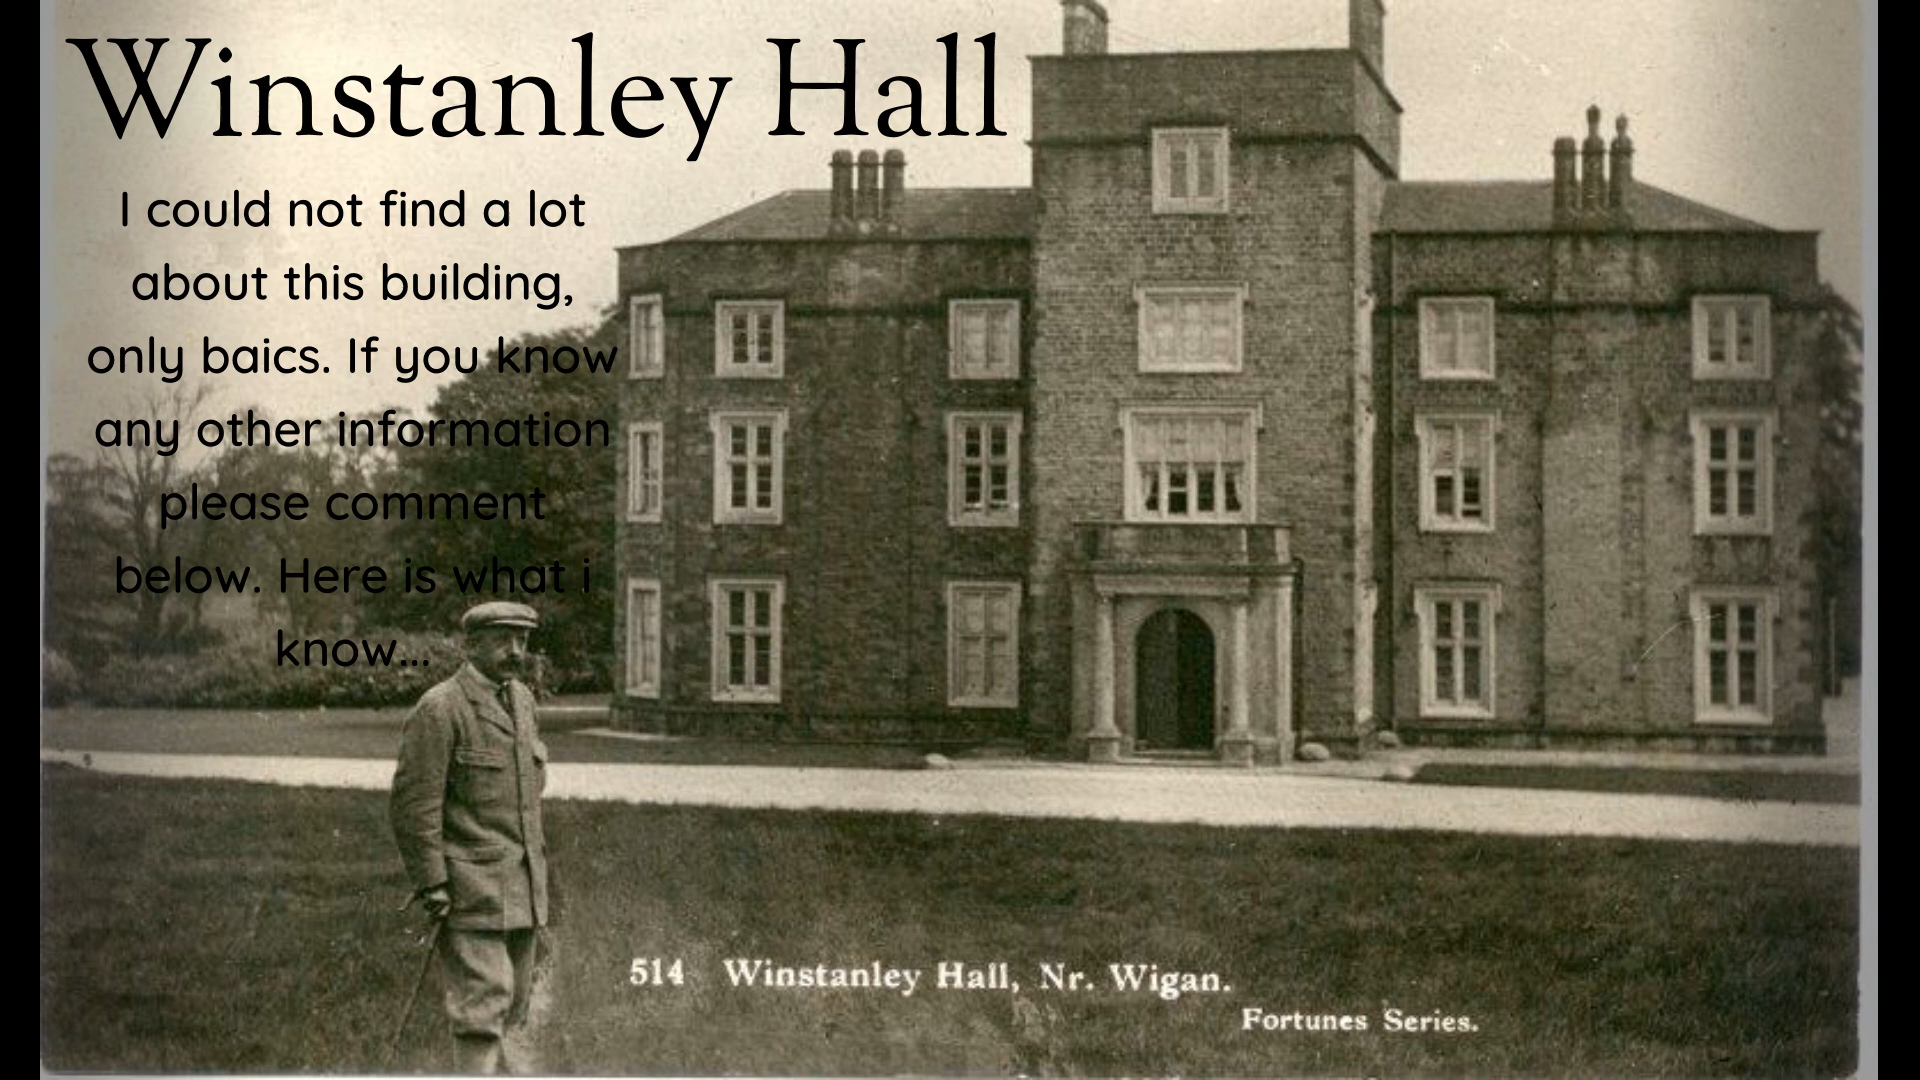 Winstanley Hall
I could not find a lot
about this building,
only baics. If you know
any other information
please comment
below. Here is what i
know...
514 Winstanley Hall, Nr. Wigan.
Fortunes Series.